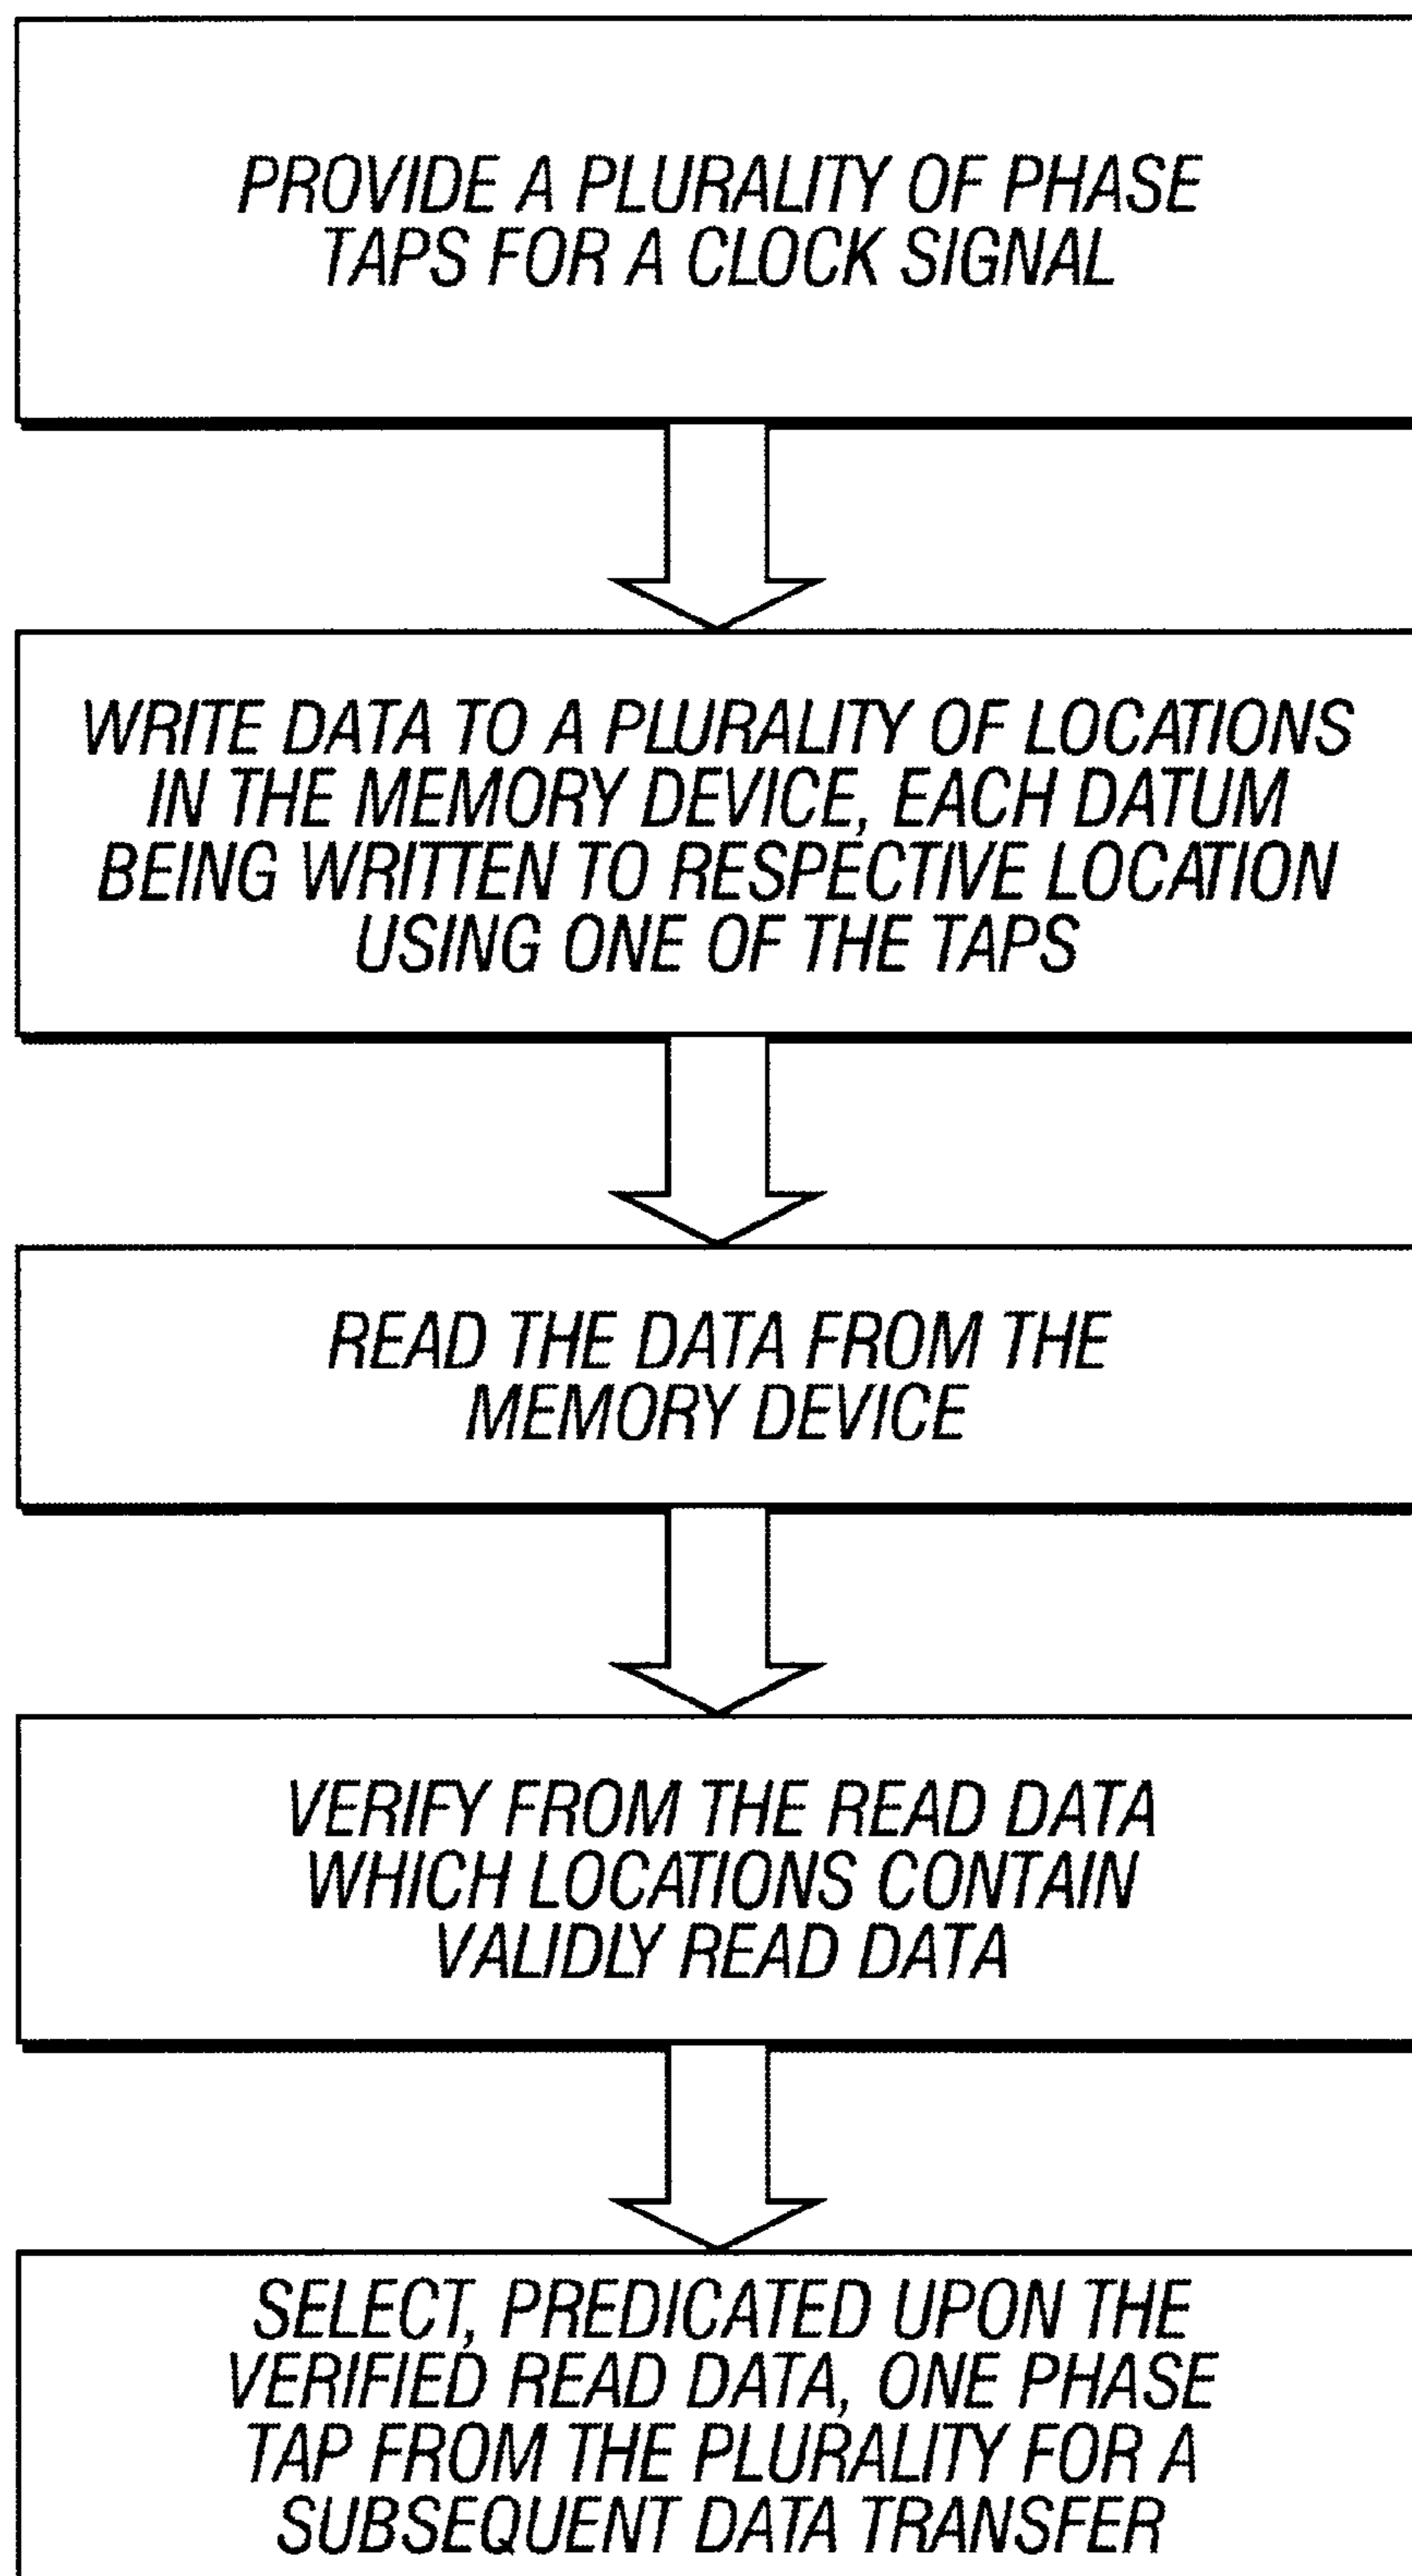 PROVIDE A PLURALITY OF PHASE
TAPS FOR A CLOCK SIGNAL
WRITE DATA TO A PLURALITY OF LOCATIONS
IN THE MEMORY DEVICE, EACH DATUM
BEING WRITTEN TO RESPECTIVE LOCATION
USING ONE OF THE TAPS
READ THE DATA FROM THE
MEMORY DEVICE
VERIFY FROM THE READ DATA
WHICH LOCATIONS CONTAIN
VALIDLY READ DATA
SELECT, PREDICATED UPON THE
VERIFIED READ DATA, ONE PHASE
TAP FROM THE PLURALITY FOR A
SUBSEQUENT DATA TRANSFER